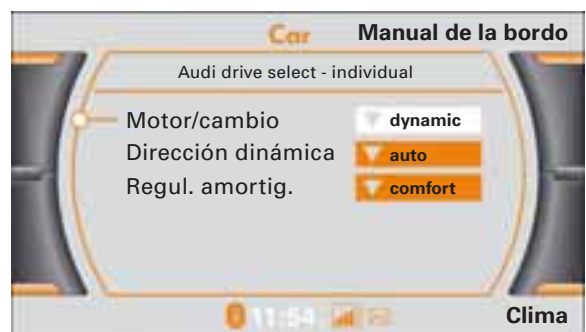 Car Manual de la bordo
Audi drive select - individual
Motor/cambio dynamic
Dirección dinámica auto
Regul. amortig. comfort
11:54 Clima